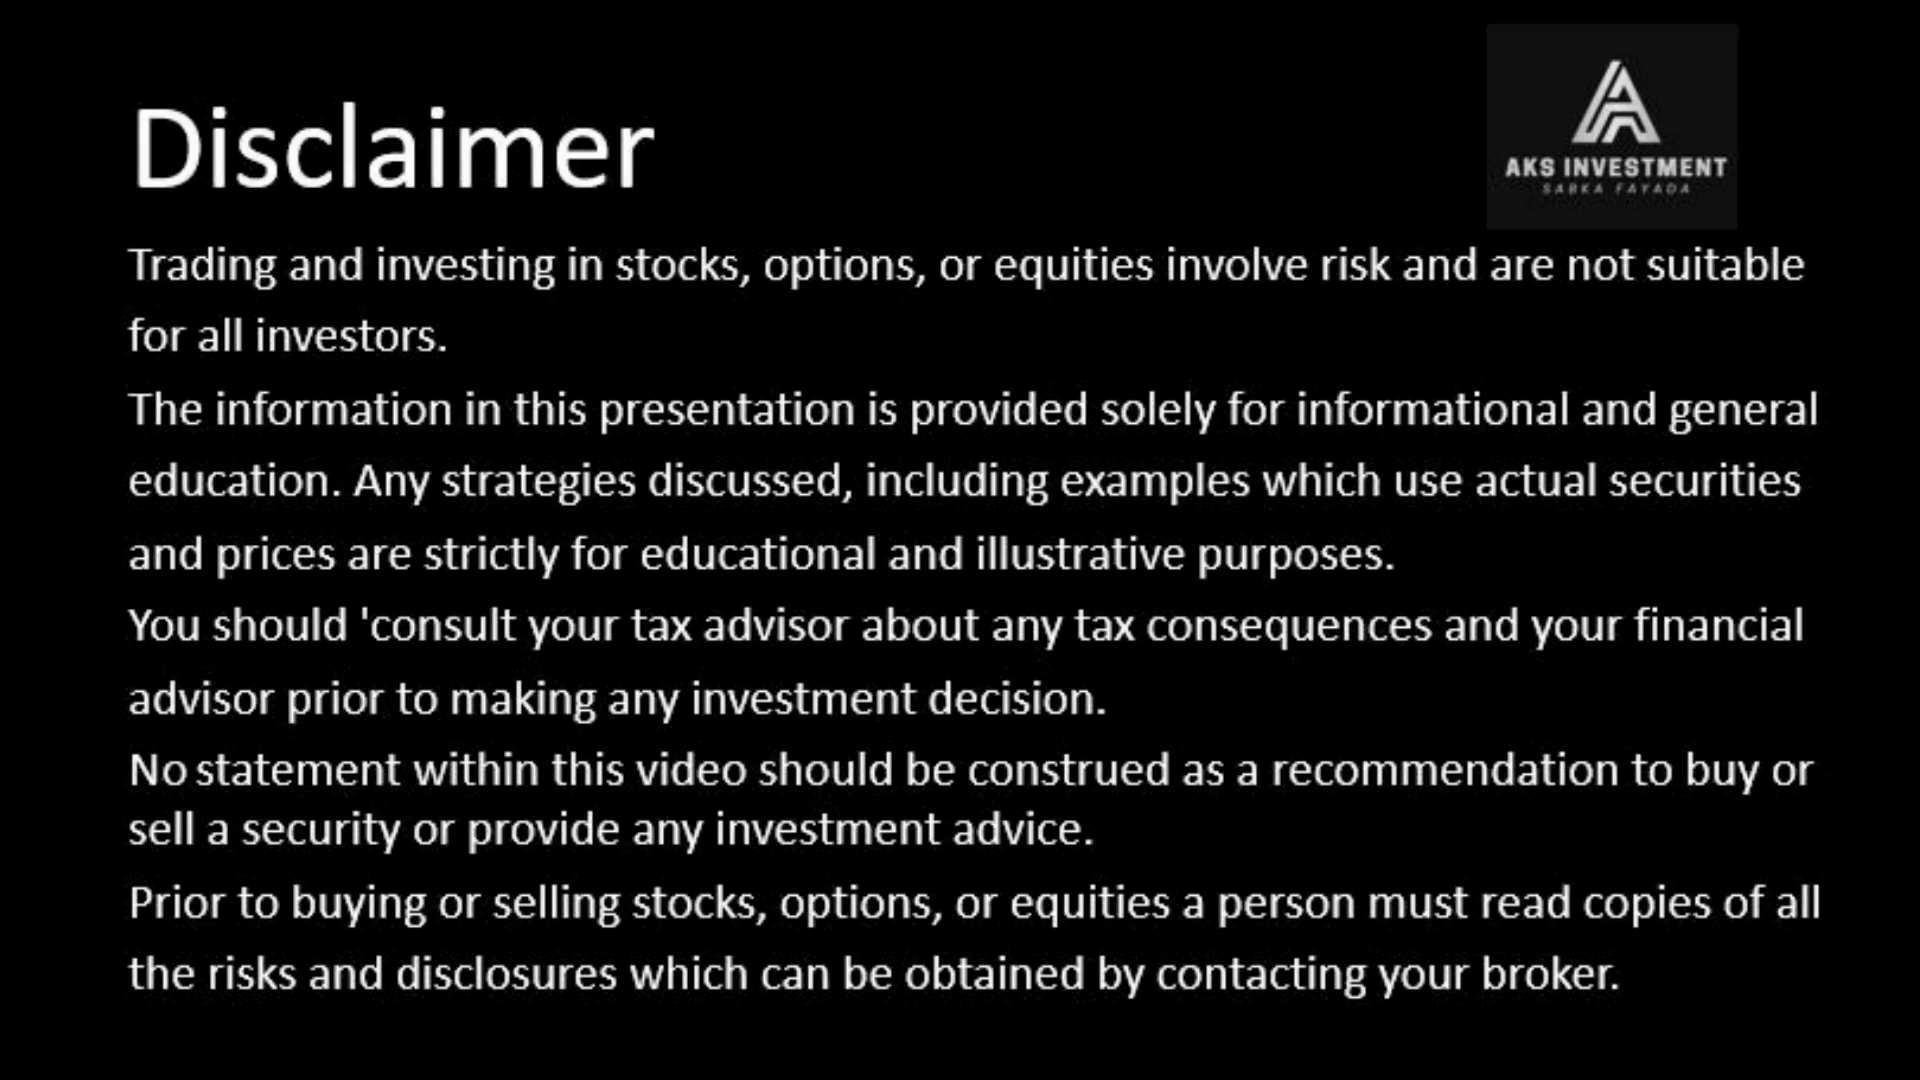 Disclaimer
AKS INVESTMENT
SABKA FAYADA
Trading and investing in stocks, options, or equities involve risk and are not suitable
for all investors.
The information in this presentation is provided solely for informational and general
education. Any strategies discussed, including examples which use actual securities
and prices are strictly for educational and illustrative purposes.
You should 'consult your tax advisor about any tax consequences and your financial
advisor prior to making any investment decision.
No statement within this video should be construed as a recommendation to buy or
sell a security or provide any investment advice.
Prior to buying or selling stocks, options, or equities a person must read copies of all
the risks and disclosures which can be obtained by contacting your broker.